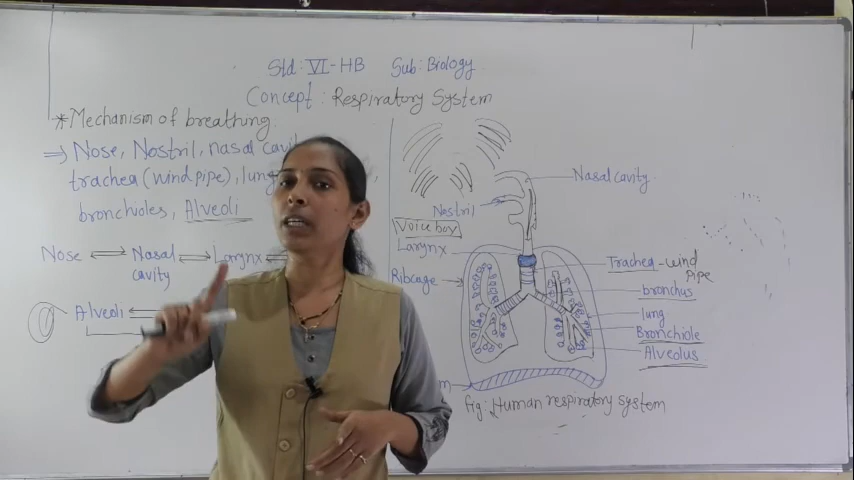 Std: VI-HB Sub: Biology
Concept: Respiratory System
* Mechanism of breathing:
⇒ Nose, Nostril, nasal cavi
trachea (windpipe), lung
bronchioles, Alveoli
Nose ⇌ Nasal cavity ⇌ Larynx ⇌
Alveoli
Nasal cavity
Nostril
Voice box
Larynx
Ribcage
Trachea - wind pipe
bronchus
lung
Bronchiole
Alveolus
m
fig: Human respiratory system